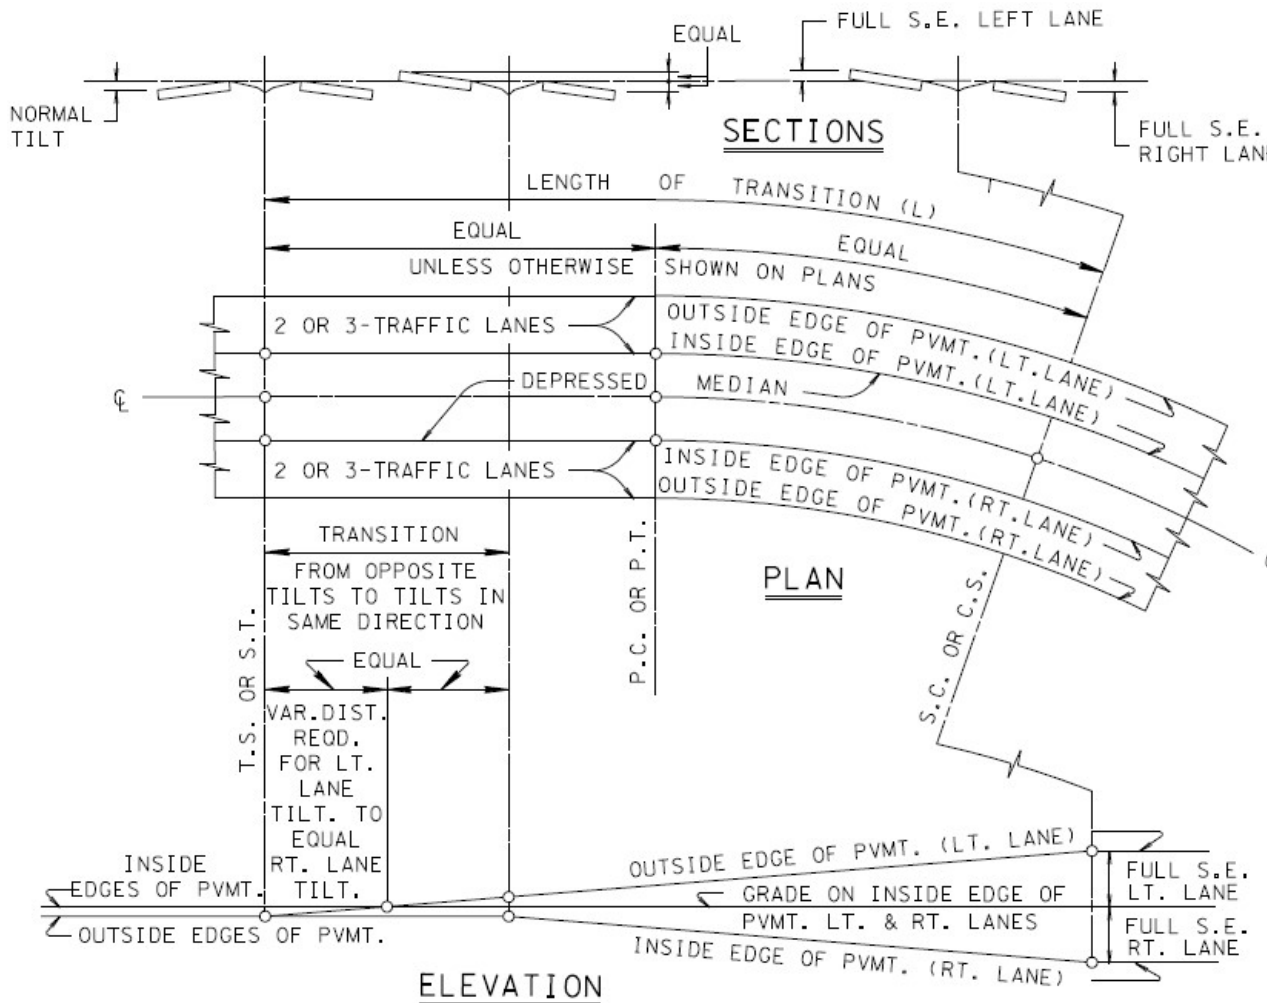 FULL S.E. LEFT LANE
EQUAL
NORMAL
TILT
SECTIONS
FULL S.E.
RIGHT LAN
LENGTH OF TRANSITION (L)
EQUAL
EQUAL
UNLESS OTHERWISE SHOWN ON PLANS
2 OR 3-TRAFFIC LANES
OUTSIDE EDGE OF PVMT.(LT.LANE)
INSIDE EDGE OF PVMT.(LT.LANE)
DEPRESSED MEDIAN
℄
2 OR 3-TRAFFIC LANES
INSIDE EDGE OF PVMT.(RT.LANE)
OUTSIDE EDGE OF PVMT.(RT.LANE)
TRANSITION
FROM OPPOSITE
TILTS TO TILTS IN
SAME DIRECTION
EQUAL
PLAN
T.S. OR S.T.
P.C. OR P.T.
S.C. OR C.S.
VAR.DIST.
REQD.
FOR LT.
LANE
TILT. TO
EQUAL
RT. LANE
TILT.
INSIDE
EDGES OF PVMT.
OUTSIDE EDGES OF PVMT.
OUTSIDE EDGE OF PVMT. (LT. LANE)
GRADE ON INSIDE EDGE OF
PVMT. LT. & RT. LANES
INSIDE EDGE OF PVMT. (RT. LANE)
FULL S.E.
LT. LANE
FULL S.E.
RT. LANE
ELEVATION